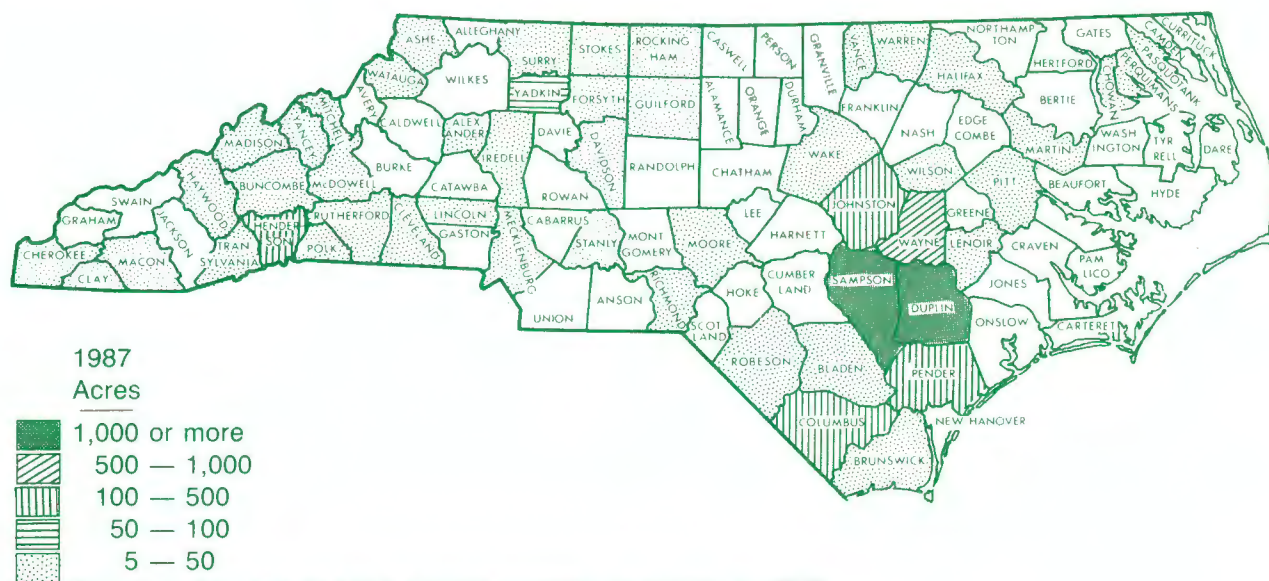 ASHE
ALLEGHANY
SURRY
STOKES
ROCKING
HAM
CASWELL
PERSON
GRANVILLE
VANCE
WARREN
NORTHAMP
TON
GATES
CURRITUCK
CAMDEN
PASQUOTANK
PERQUIMANS
CHOWAN
HERTFORD
HALIFAX
BERTIE
WATAUGA
WILKES
YADKIN
FORSYTH
GUILFORD
ALAMANCE
ORANGE
DURHAM
FRANKLIN
NASH
EDGE
COMBE
MARTIN
WASH
INGTON
TYR
RELL
DARE
MITCHELL
AVERY
CALDWELL
ALEX
ANDER
DAVIE
IREDELL
DAVIDSON
RANDOLPH
CHATHAM
WAKE
WILSON
PITT
BEAUFORT
HYDE
MADISON
YANCEY
BURKE
CATAWBA
ROWAN
JOHNSTON
GREENE
BUNCOMBE
McDOWELL
HAYWOOD
SWAIN
GRAHAM
JACKSON
RUTHERFORD
CLEVELAND
LINCOLN
GASTON
MECKLENBURG
CABARRUS
STANLY
MONT
GOMERY
MOORE
LEE
HARNETT
WAYNE
LENOIR
CRAVEN
PAM
LICO
CHEROKEE
CLAY
MACON
TRAN
SYLVANIA
HENDER
SON
POLK
UNION
ANSON
RICHMOND
HOKE
SCOT
LAND
CUMBER
LAND
SAMPSON
DUPLIN
JONES
ONSLOW
CARTERET
ROBESON
BLADEN
PENDER
COLUMBUS
NEW HANOVER
BRUNSWICK
1987
Acres
1,000 or more
500 — 1,000
100 — 500
50 — 100
5 — 50